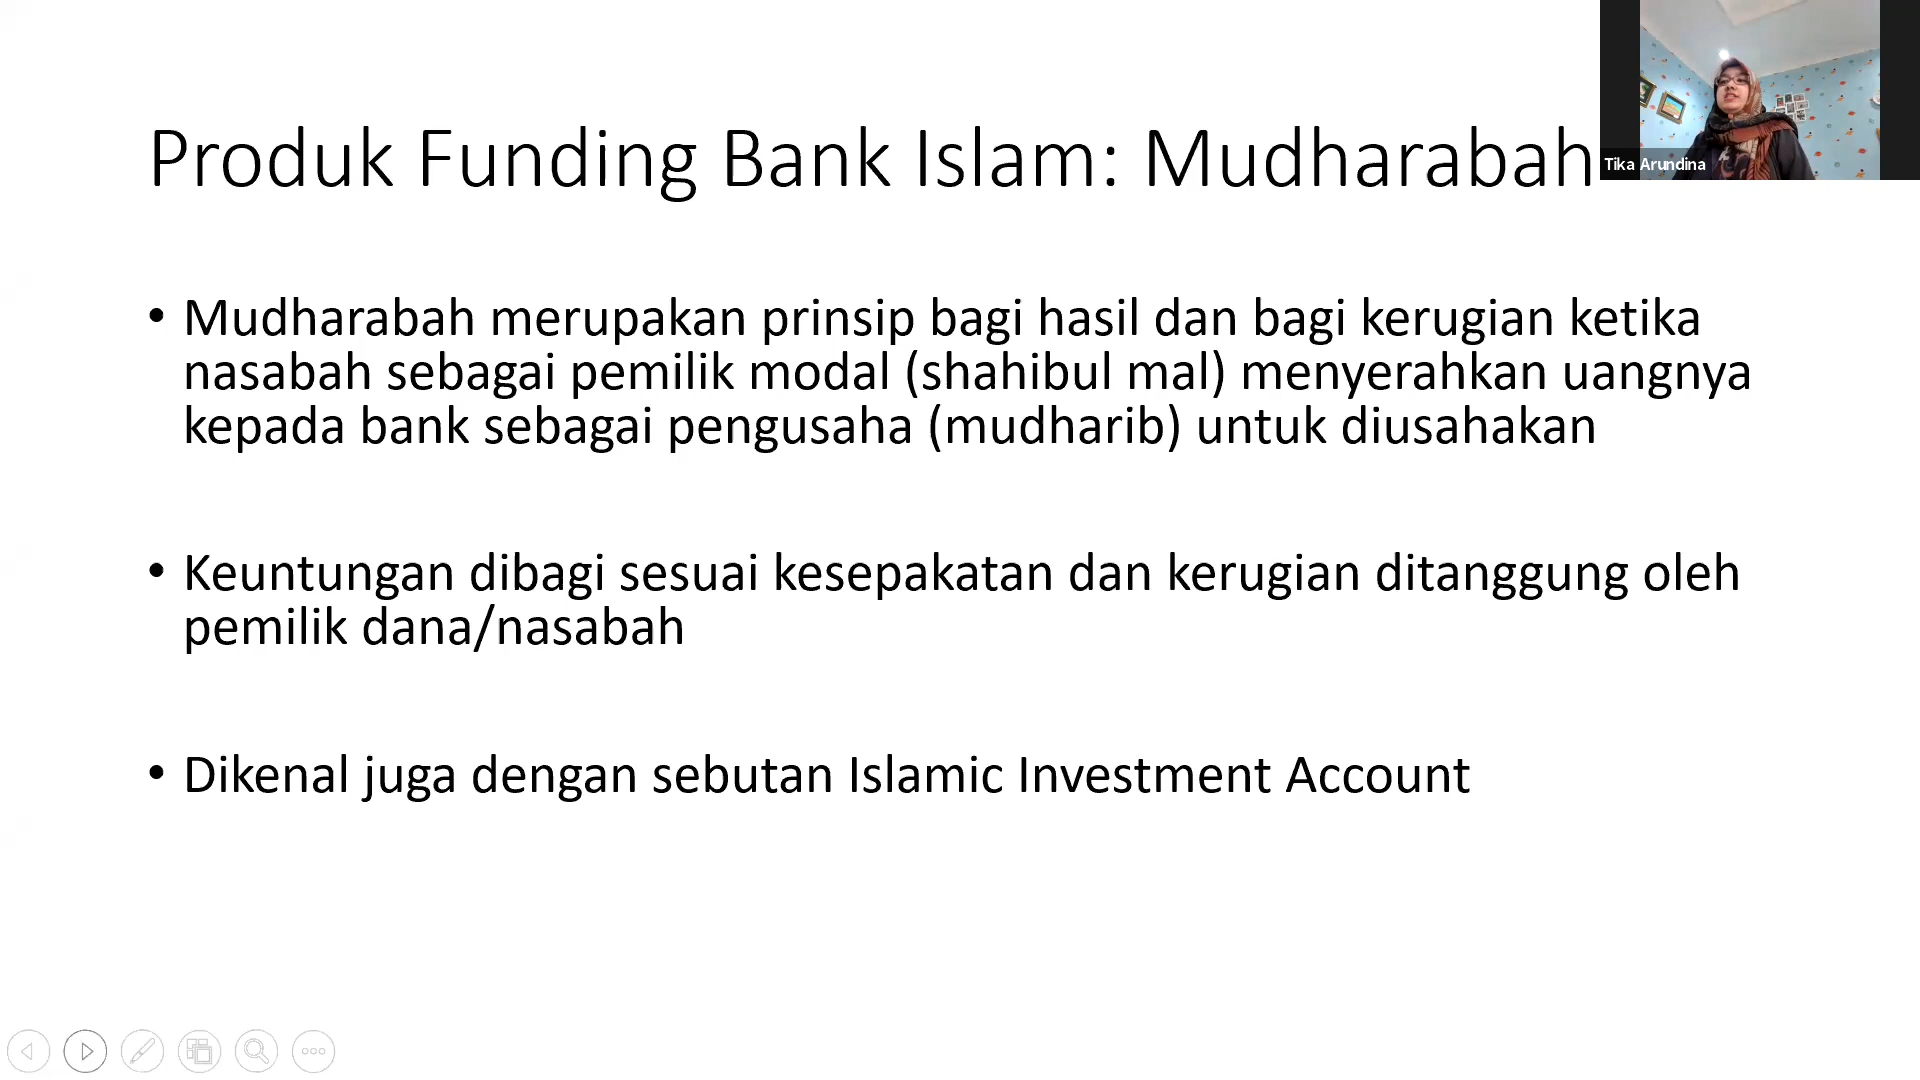 Produk Funding Bank Islam: Mudharabah
Tika Arundina
• Mudharabah merupakan prinsip bagi hasil dan bagi kerugian ketika
nasabah sebagai pemilik modal (shahibul mal) menyerahkan uangnya
kepada bank sebagai pengusaha (mudharib) untuk diusahakan
• Keuntungan dibagi sesuai kesepakatan dan kerugian ditanggung oleh
pemilik dana/nasabah
• Dikenal juga dengan sebutan Islamic Investment Account